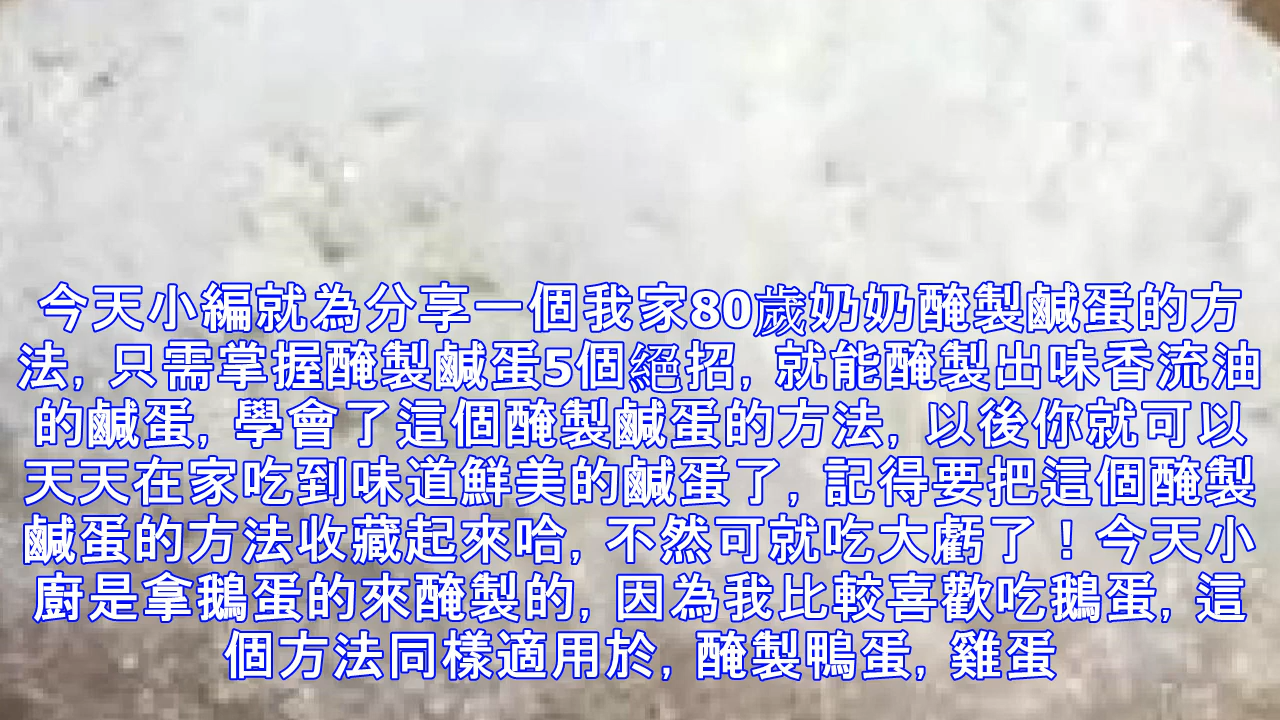 今天小編就為分享一個我家80歲奶奶醃製鹹蛋的方
法, 只需掌握醃製鹹蛋5個絕招, 就能醃製出味香流油
的鹹蛋, 學會了這個醃製鹹蛋的方法, 以後你就可以
天天在家吃到味道鮮美的鹹蛋了, 記得要把這個醃製
鹹蛋的方法收藏起來哈, 不然可就吃大虧了！今天小
廚是拿鵝蛋的來醃製的, 因為我比較喜歡吃鵝蛋, 這
個方法同樣適用於, 醃製鴨蛋, 雞蛋